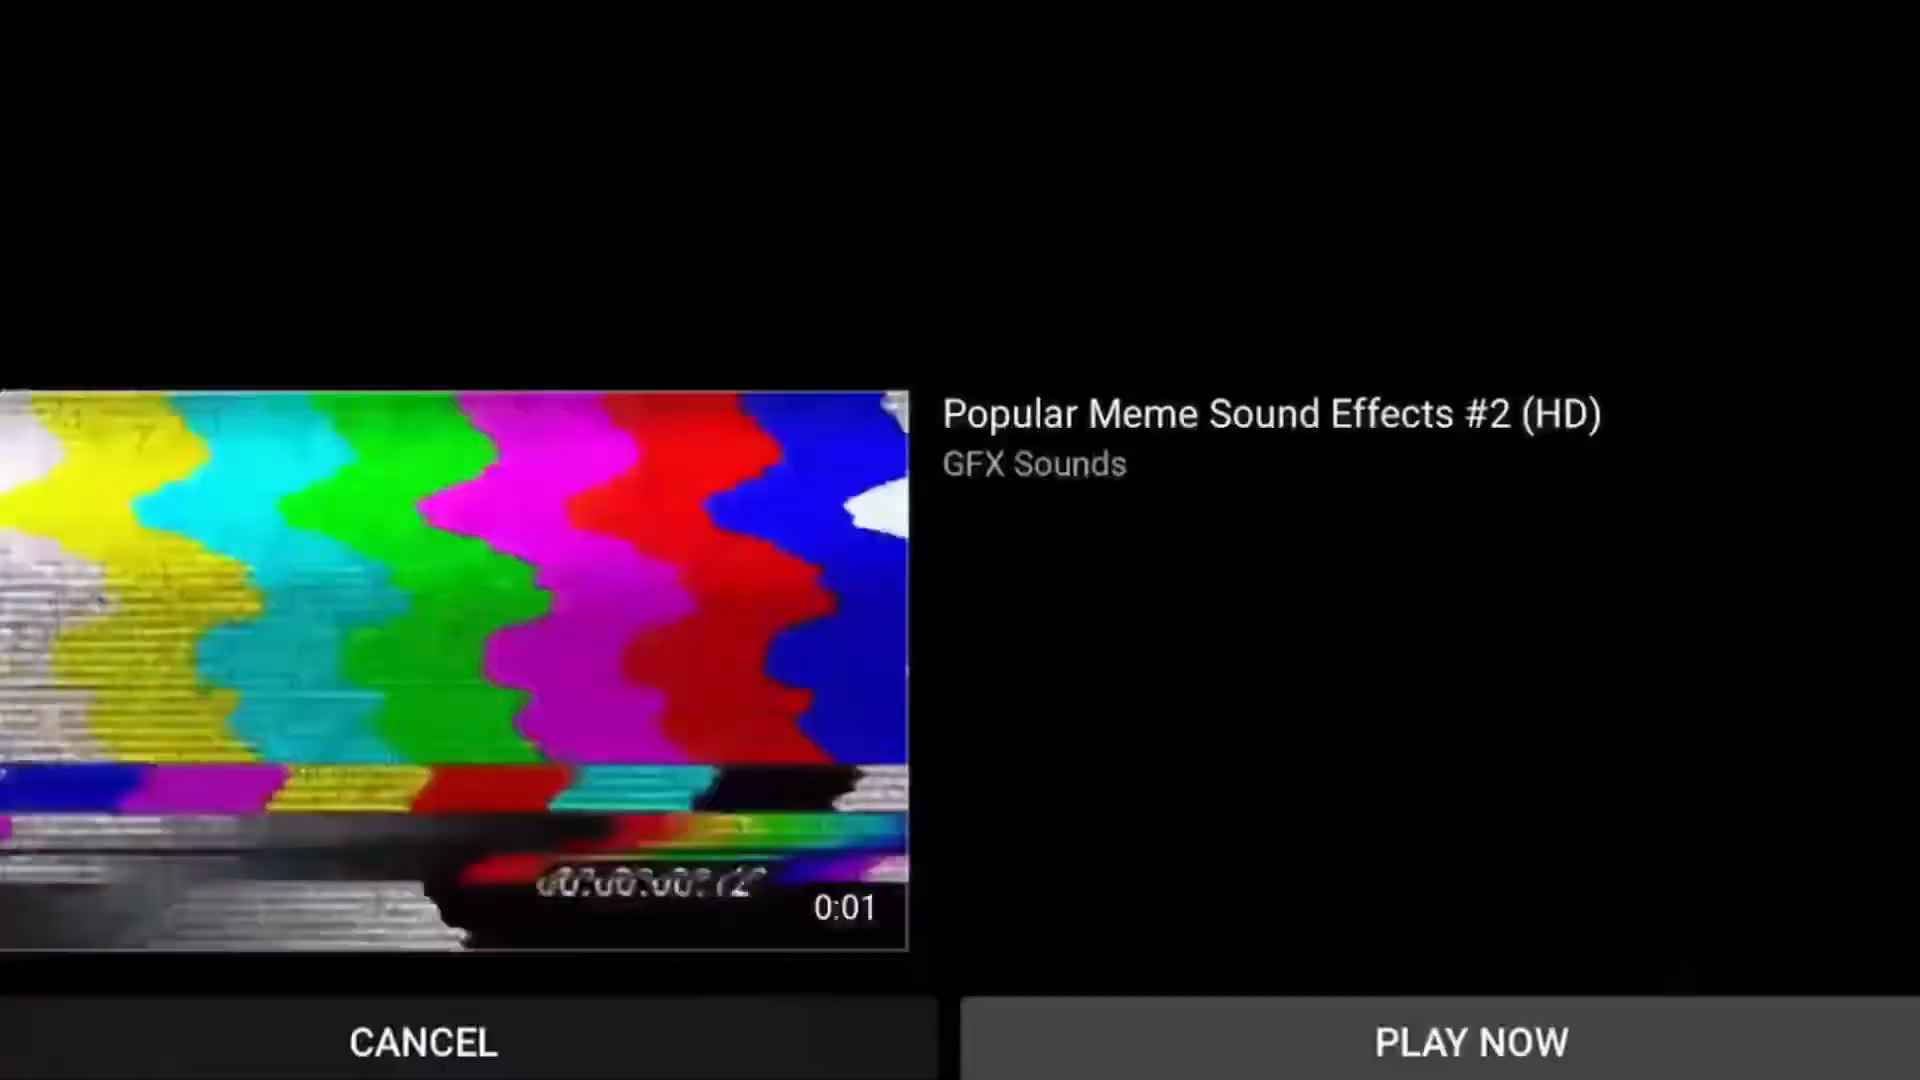 Popular Meme Sound Effects #2 (HD)
GFX Sounds
0:01
CANCEL
PLAY NOW